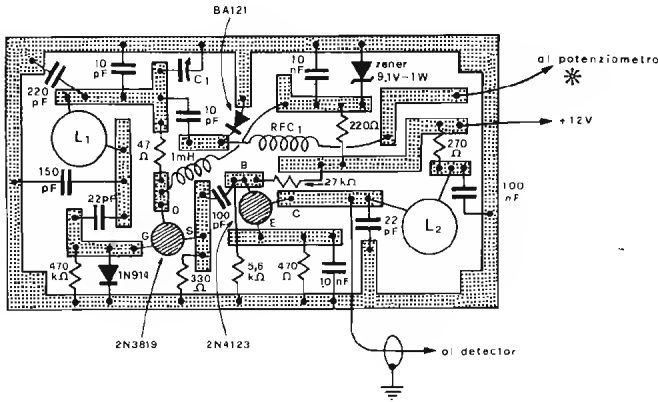 BA121
10 pF
C1
10 nF
zener 9,1V-1W
al potenziometro
220 pF
10 pF
RFC1
220Ω
+12V
L1
47 Ω
1mH
B
270 Ω
150 pF
27kΩ
100 nF
22pF
D
100 pF
C
E
22 pF
L2
G
S
470 kΩ
1N914
330 Ω
5,6 kΩ
470 Ω
10 nF
2N3819
2N4123
al detector